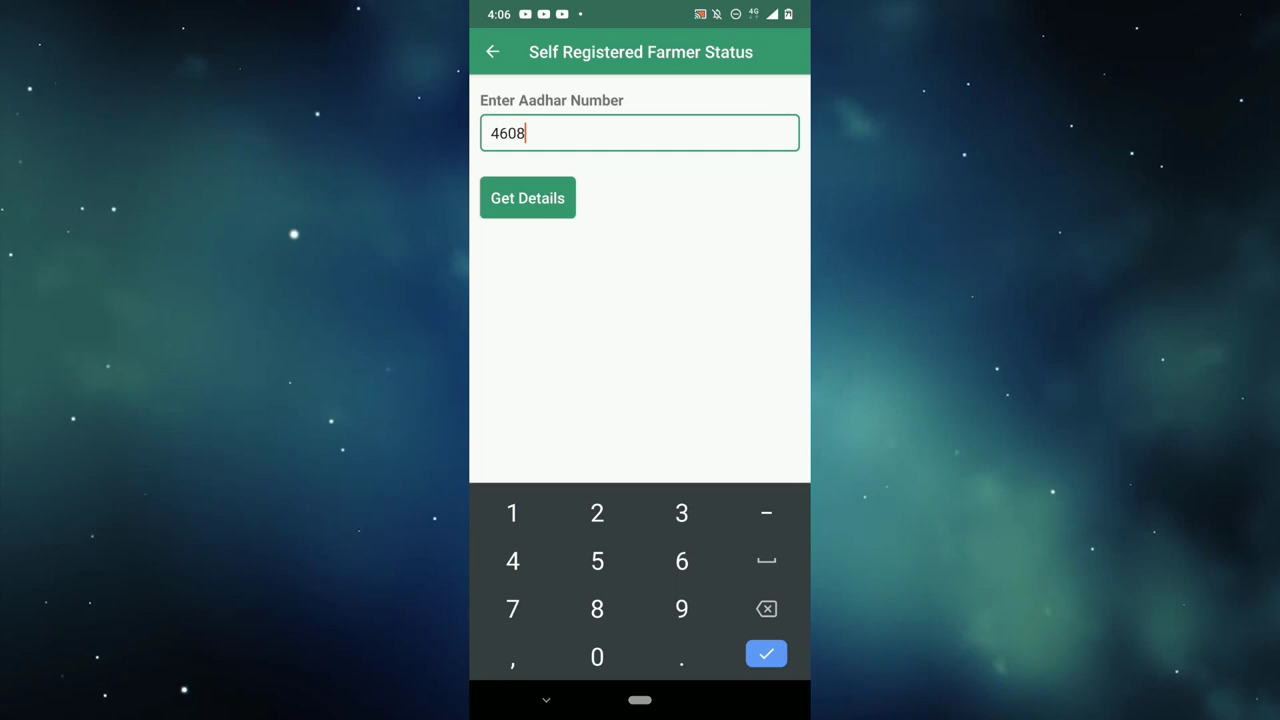 4:06 4G
Self Registered Farmer Status
Enter Aadhar Number
4608
Get Details
1 2 3 -
4 5 6
7 8 9
, 0 .